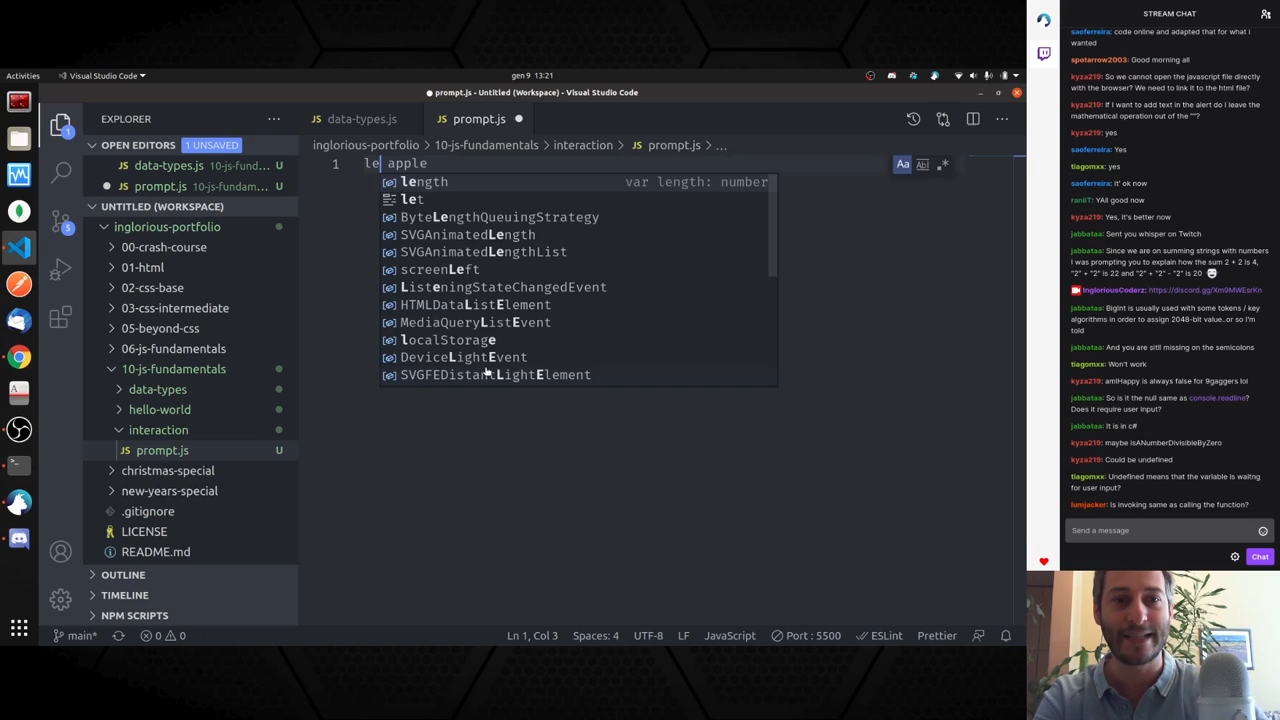 Activities
Visual Studio Code
gen 9 13:21
prompt.js - Untitled (Workspace) - Visual Studio Code
EXPLORER
OPEN EDITORS
1 UNSAVED
data-types.js 10-js-fund...
U
prompt.js 10-js-fundam...
U
UNTITLED (WORKSPACE)
inglorious-portfolio
00-crash-course
01-html
02-css-base
03-css-intermediate
05-beyond-css
06-js-fundamentals
10-js-fundamentals
data-types
hello-world
interaction
prompt.js
U
christmas-special
new-years-special
.gitignore
LICENSE
README.md
OUTLINE
TIMELINE
NPM SCRIPTS
1
5
data-types.js
prompt.js
inglorious-portfolio > 10-js-fundamentals > interaction > prompt.js > ...
1
le apple
Aa
Abl
length
var length: number
let
ByteLengthQueuingStrategy
SVGAnimatedLength
SVGAnimatedLengthList
screenLeft
ListeningStateChangedEvent
HTMLDataListElement
MediaQueryListEvent
localStorage
DeviceLightEvent
SVGFEDistantLightElement
main*
0
0
Ln 1, Col 3
Spaces: 4
UTF-8
LF
JavaScript
Port : 5500
ESLint
Prettier
STREAM CHAT
saoferreira: code online and adapted that for what i
wanted
spotarrow2003: Good morning all
kyza219: So we cannot open the javascript file directly
with the browser? We need to link it to the html file?
kyza219: If I want to add text in the alert do I leave the
mathematical operation out of the ""?
kyza219: yes
saoferreira: Yes
tiagomxx: yes
saoferreira: it' ok now
raniiT: YAll good now
kyza219: Yes, it's better now
jabbataa: Sent you whisper on Twitch
jabbataa: Since we are on summing strings with numbers
I was prompting you to explain how the sum 2 + 2 is 4,
"2" + "2" is 22 and "2" + "2" - "2" is 20
IngloriousCoderz: https://discord.gg/Xm9MWEsrKn
jabbataa: BigInt is usually used with some tokens / key
algorithms in order to assign 2048-bit value..or so I'm
told
jabbataa: And you are sitll missing on the semicolons
tiagomxx: Won't work
kyza219: amIHappy is always false for 9gaggers lol
jabbataa: So is it the null same as console.readline?
Does it require user input?
jabbataa: It is in c#
kyza219: maybe isANumberDivisibleByZero
kyza219: Could be undefined
tiagomxx: Undefined means that the variable is waitng
for user input?
lumjacker: Is invoking same as calling the function?
Send a message
Chat